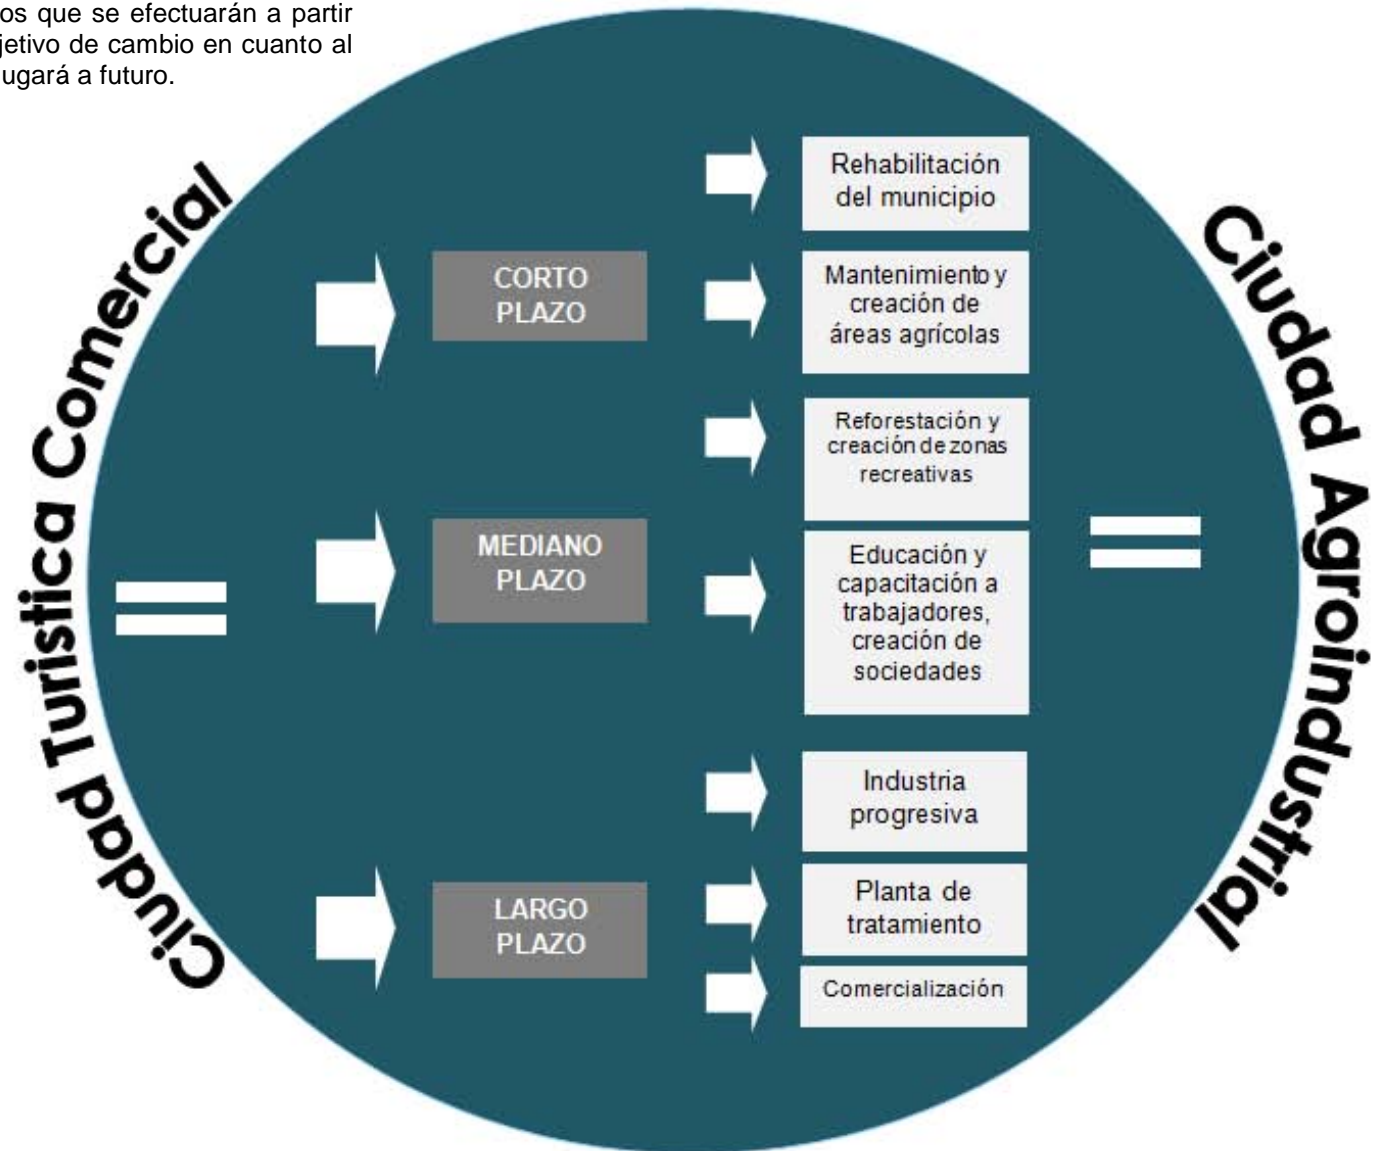 os que se efectuarán a partir
jetivo de cambio en cuanto al
ugará a futuro.
Ciudad Turistica Comercial
CORTO
PLAZO
Rehabilitación
del municipio
Mantenimiento y
creación de
áreas agrícolas
MEDIANO
PLAZO
Reforestación y
creación de zonas
recreativas
Educación y
capacitación a
trabajadores,
creación de
sociedades
LARGO
PLAZO
Industria
progresiva
Planta de
tratamiento
Comercialización
Ciudad Agroindustrial